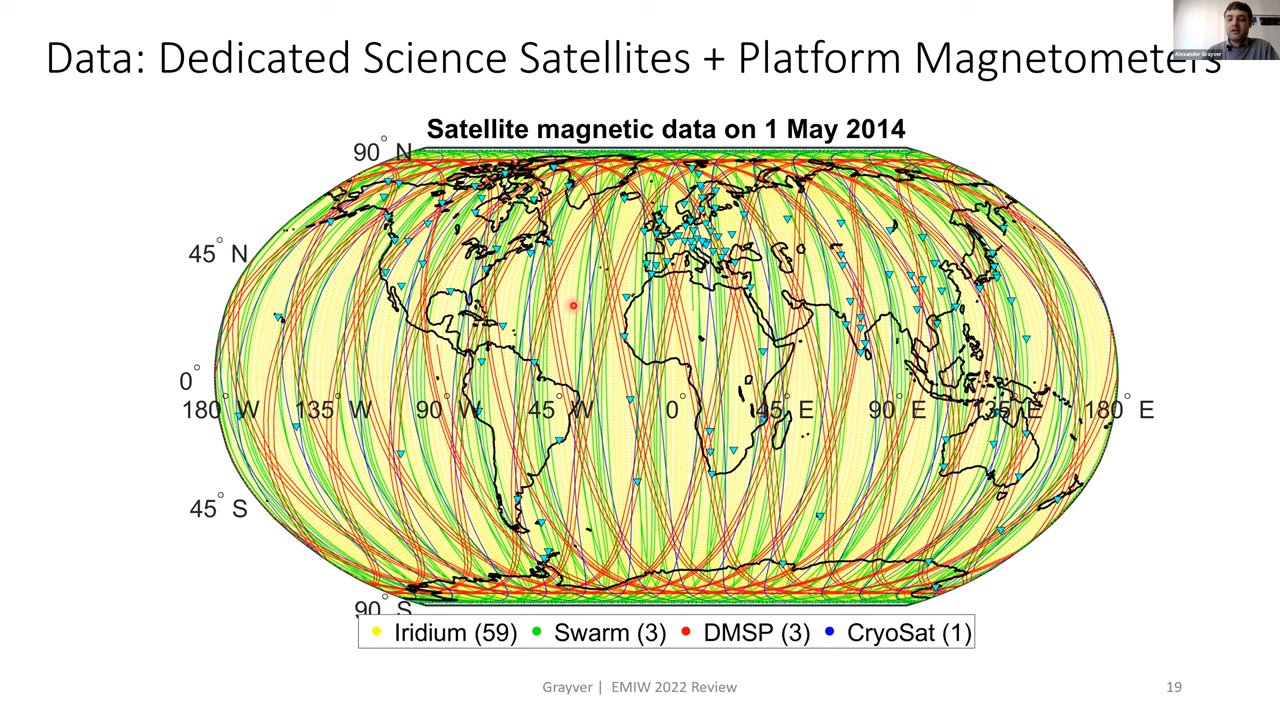 Data: Dedicated Science Satellites + Platform Magnetometers
Alexander Grayver
Satellite magnetic data on 1 May 2014
90° N
45° N
0°
180° W 135° W 90° W 45° W 0° 45° E 90° E 135° E 180° E
45° S
90° S
Iridium (59) Swarm (3) DMSP (3) CryoSat (1)
Grayver | EMIW 2022 Review
19